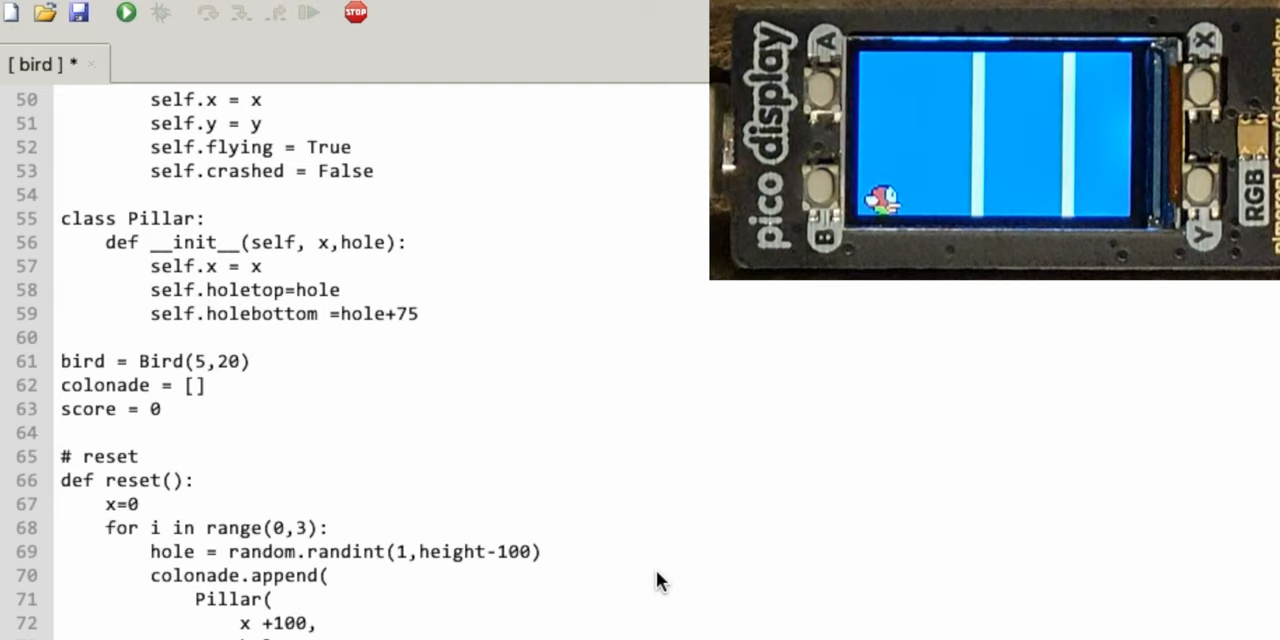 STOP
[ bird ] *
50 self.x = x
51 self.y = y
52 self.flying = True
53 self.crashed = False
54
55 class Pillar:
56 def __init__(self, x,hole):
57 self.x = x
58 self.holetop=hole
59 self.holebottom =hole+75
60
61 bird = Bird(5,20)
62 colonade = []
63 score = 0
64
65 # reset
66 def reset():
67 x=0
68 for i in range(0,3):
69 hole = random.randint(1,height-100)
70 colonade.append(
71 Pillar(
72 x +100,
pico display
A
B
X
Y
RGB